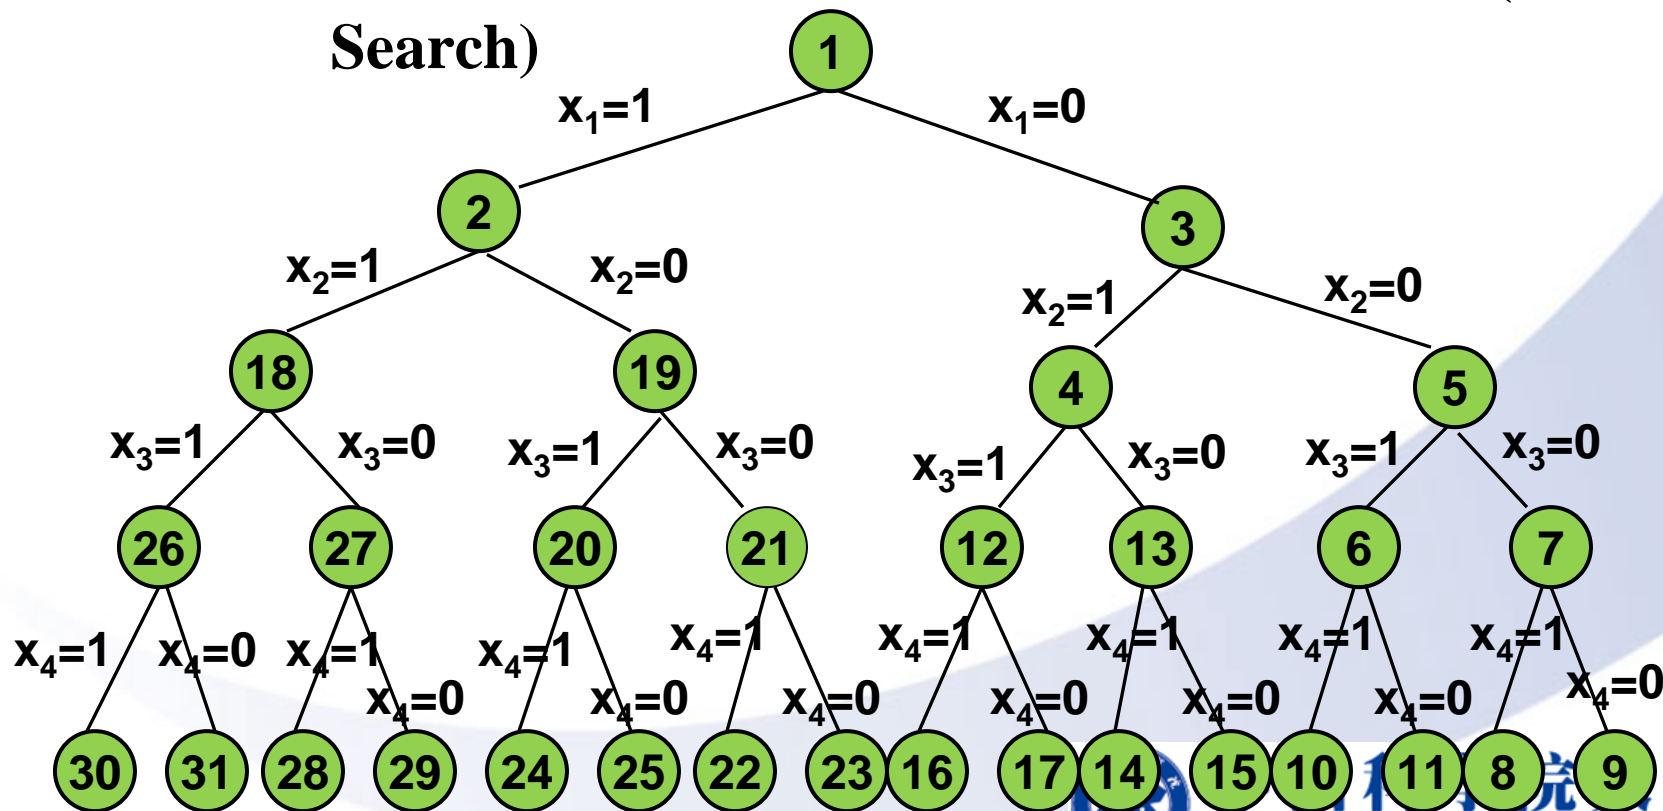 Search)
1
x₁=1 x₁=0
2 3
x₂=1 x₂=0 x₂=1 x₂=0
18 19 4 5
x₃=1 x₃=0 x₃=1 x₃=0 x₃=1 x₃=0 x₃=1 x₃=0
26 27 20 21 12 13 6 7
x₄=1 x₄=0 x₄=1 x₄=0 x₄=1 x₄=0 x₄=1 x₄=0 x₄=1 x₄=0 x₄=1 x₄=0 x₄=1 x₄=0 x₄=1 x₄=0
30 31 28 29 24 25 22 23 16 17 14 15 10 11 8 9